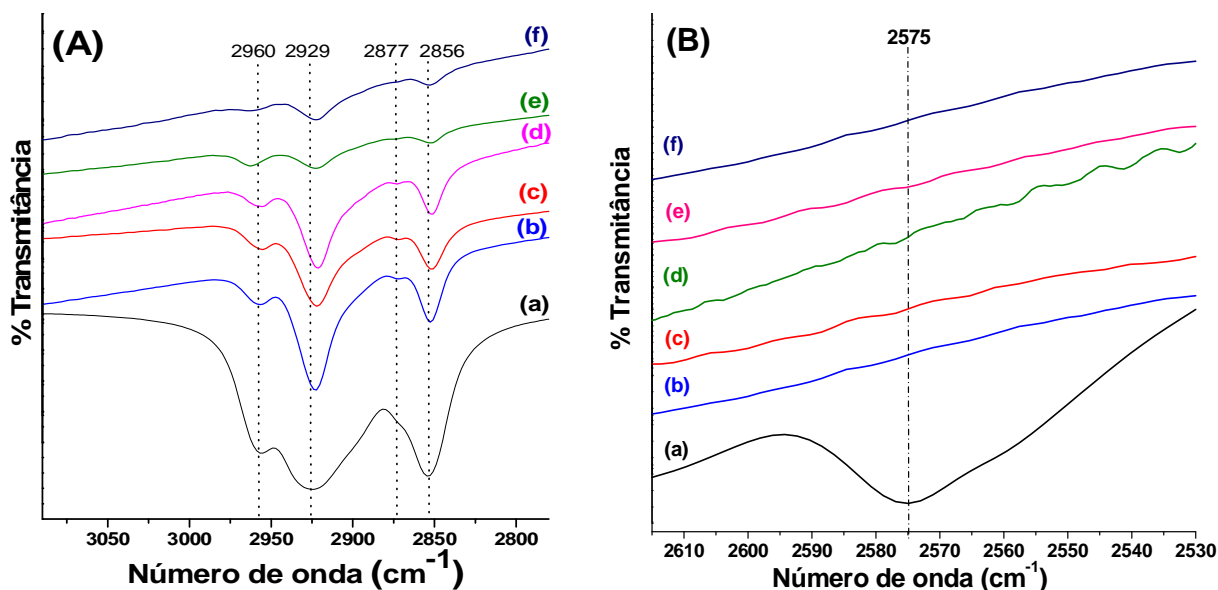 (A)
2960 2929 2877 2856
(f)
(e)
(d)
(c)
(b)
(a)
% Transmitância
3050 3000 2950 2900 2850 2800
Número de onda (cm-1)
(B)
2575
(f)
(e)
(d)
(c)
(b)
(a)
% Transmitância
2610 2600 2590 2580 2570 2560 2550 2540 2530
Número de onda (cm-1)